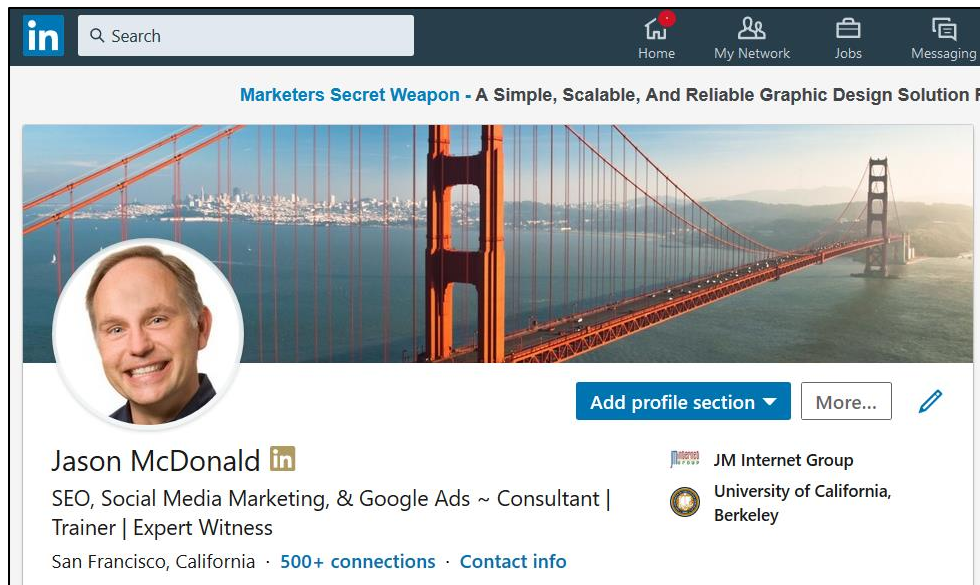 in Search
Home My Network Jobs Messaging
Marketers Secret Weapon - A Simple, Scalable, And Reliable Graphic Design Solution F
Add profile section More...
Jason McDonald in
JM Internet Group
SEO, Social Media Marketing, & Google Ads ~ Consultant |
Trainer | Expert Witness
University of California,
Berkeley
San Francisco, California · 500+ connections · Contact info